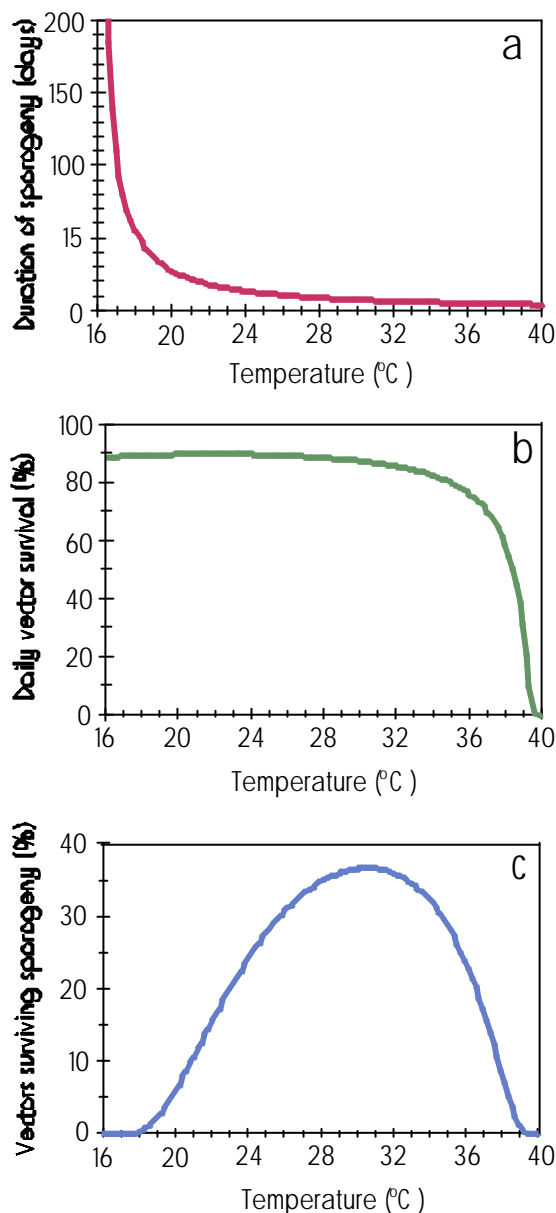 a
Duration of sporogeny (days)
200
150
100
15
0
16 20 24 28 32 36 40
Temperature (ºC )
b
Daily vector survival (%)
100
80
60
40
20
0
16 20 24 28 32 36 40
Temperature (ºC )
c
Vectors surviving sporogeny (%)
40
30
20
10
0
16 20 24 28 32 36 40
Temperature (ºC )